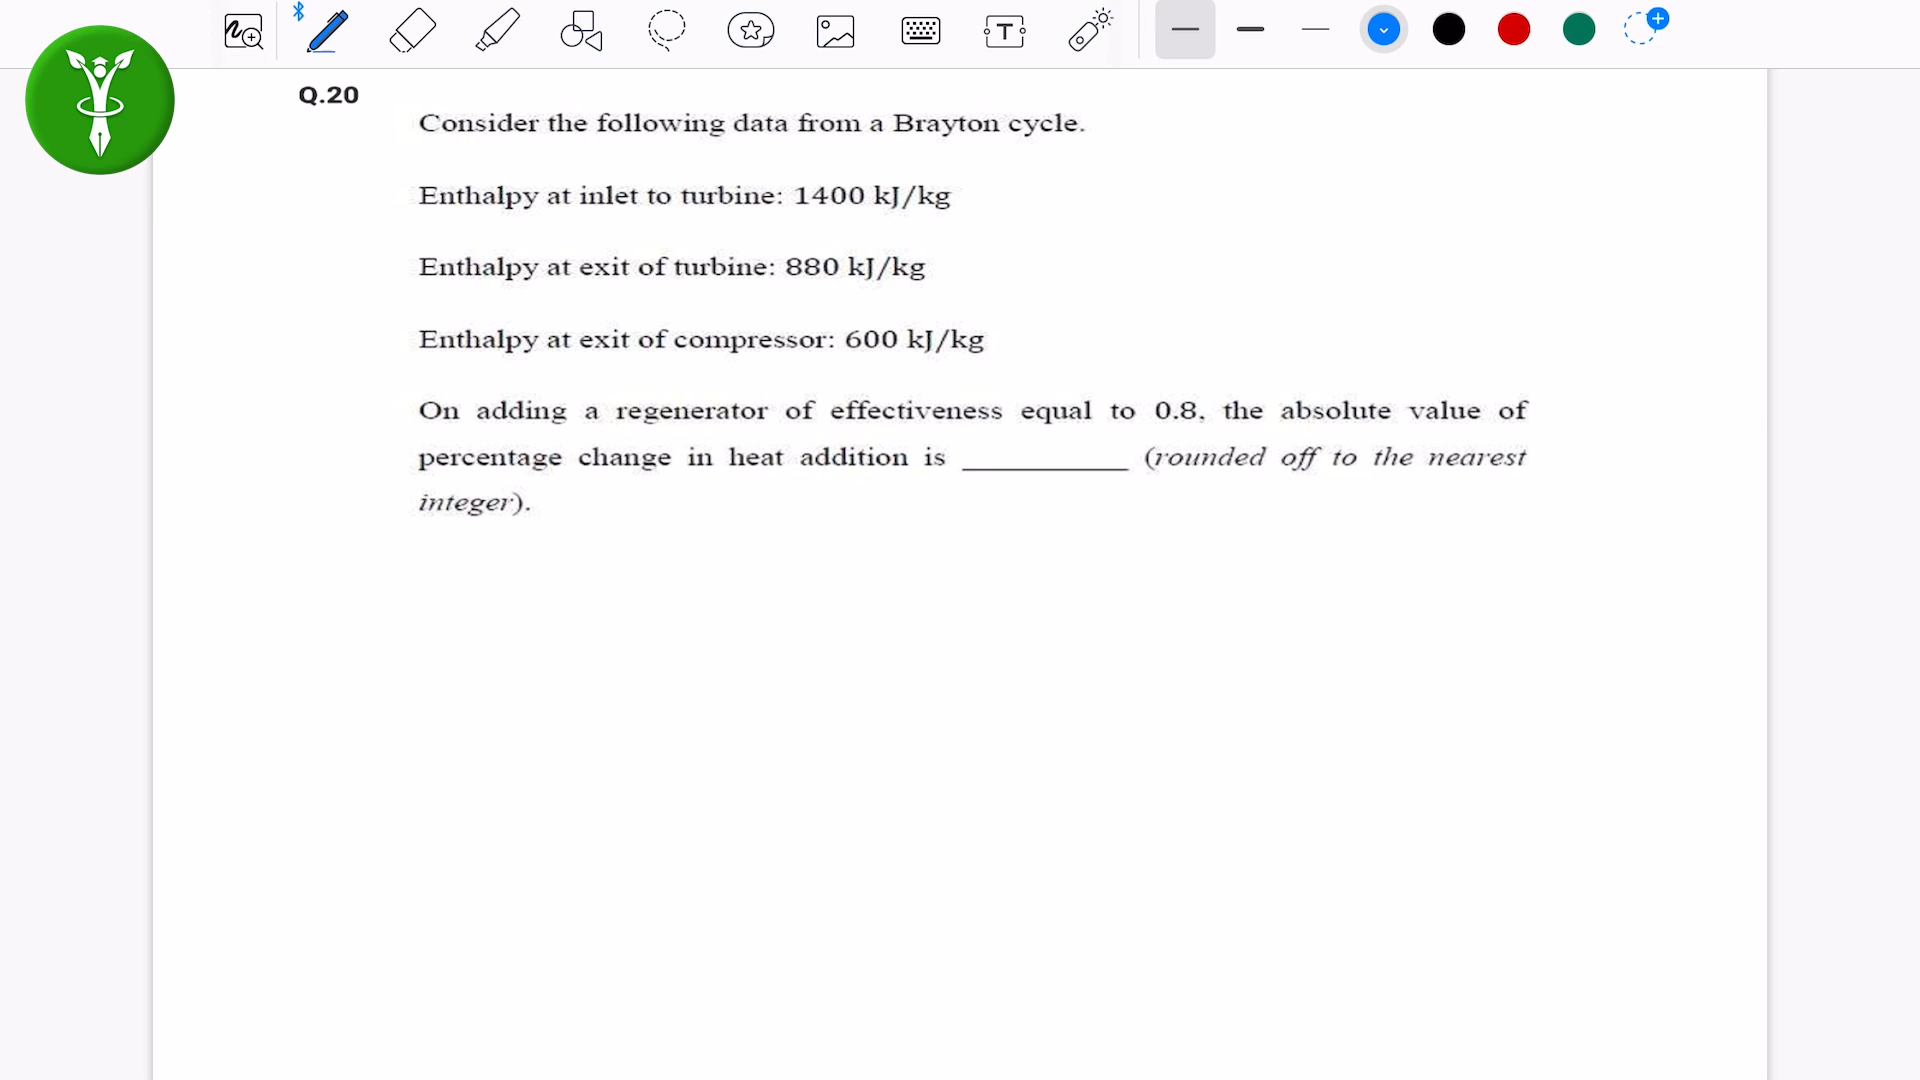 Q.20
Consider the following data from a Brayton cycle.
Enthalpy at inlet to turbine: 1400 kJ/kg
Enthalpy at exit of turbine: 880 kJ/kg
Enthalpy at exit of compressor: 600 kJ/kg
On adding a regenerator of effectiveness equal to 0.8, the absolute value of
percentage change in heat addition is __________ (rounded off to the nearest
integer).